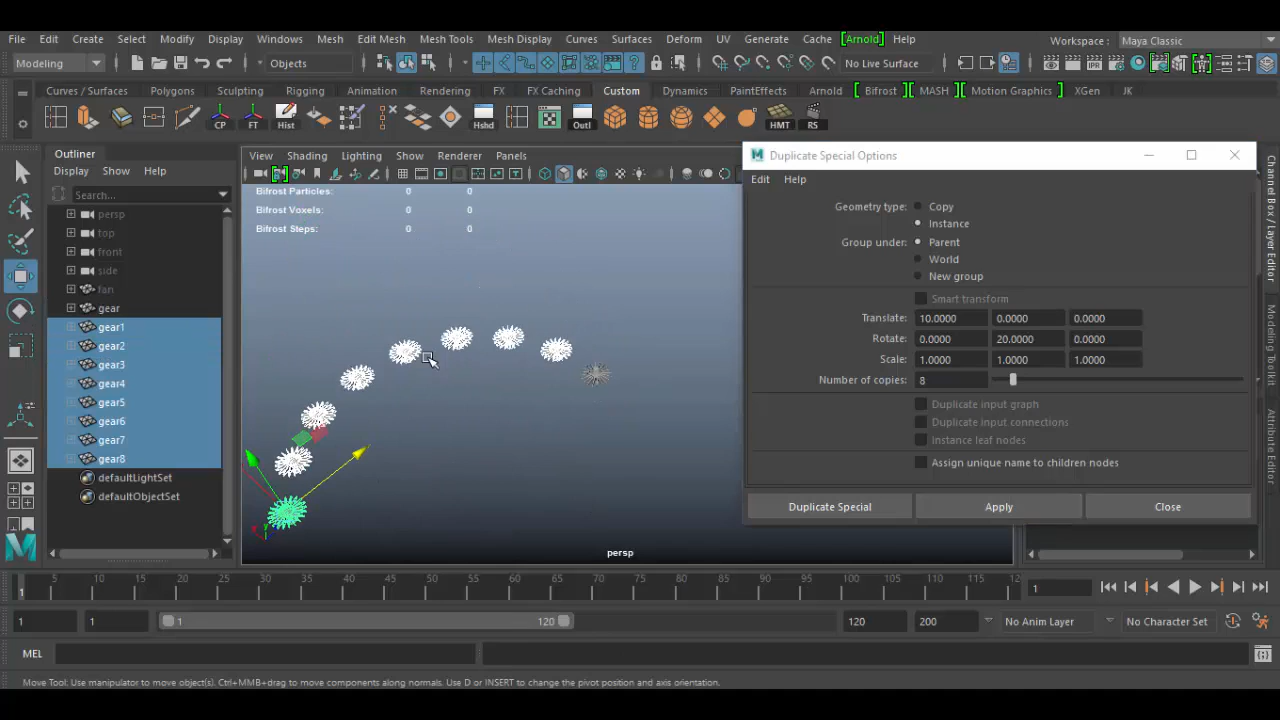 File Edit Create Select Modify Display Windows Mesh Edit Mesh Mesh Tools Mesh Display Curves Surfaces Deform UV Generate Cache [Arnold] Help Workspace : Maya Classic
Modeling Objects No Live Surface
Curves / Surfaces Polygons Sculpting Rigging Animation Rendering FX FX Caching Custom Dynamics PaintEffects Arnold Bifrost MASH Motion Graphics XGen JK
CP FT Hist Hshd Outl HMT RS
Outliner
Display Show Help
Search...
persp
top
front
side
fan
gear
gear1
gear2
gear3
gear4
gear5
gear6
gear7
gear8
defaultLightSet
defaultObjectSet
View Shading Lighting Show Renderer Panels
Bifrost Particles: 0 0
Bifrost Voxels: 0 0
Bifrost Steps: 0 0
persp
Duplicate Special Options
Edit Help
Geometry type: Copy
Instance
Group under: Parent
World
New group
Smart transform
Translate: 10.0000 0.0000 0.0000
Rotate: 0.0000 20.0000 0.0000
Scale: 1.0000 1.0000 1.0000
Number of copies: 8
Duplicate input graph
Duplicate input connections
Instance leaf nodes
Assign unique name to children nodes
Duplicate Special Apply Close
Channel Box / Layer Editor
Modeling Toolkit
Attribute Editor
1 5 10 15 20 25 30 35 40 45 50 55 60 65 70 75 80 85 90 95 100 105 110 115 12 1
1 1 1 120 120 200 No Anim Layer No Character Set
MEL
Move Tool: Use manipulator to move object(s). Ctrl+MMB+drag to move components along normals. Use D or INSERT to change the pivot position and axis orientation.